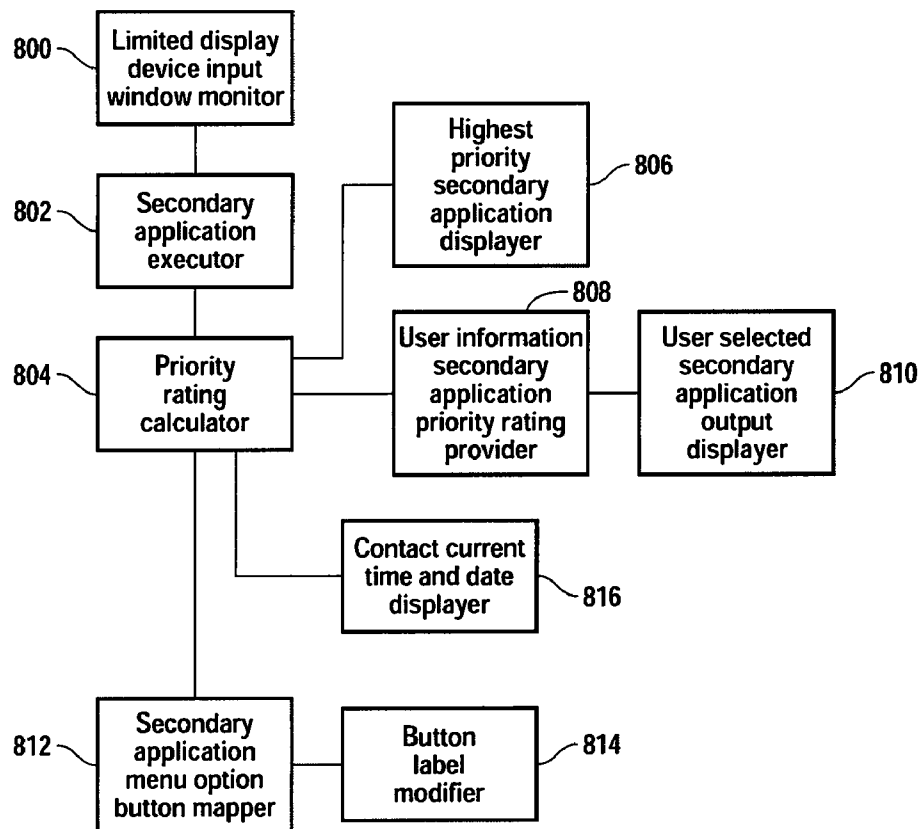 800
Limited display
device input
window monitor
802
Secondary
application
executor
Highest
priority
secondary
application
displayer
806
804
Priority
rating
calculator
808
User information
secondary
application
priority rating
provider
User selected
secondary
application
output
displayer
810
Contact current
time and date
displayer
816
812
Secondary
application
menu option
button mapper
Button
label
modifier
814